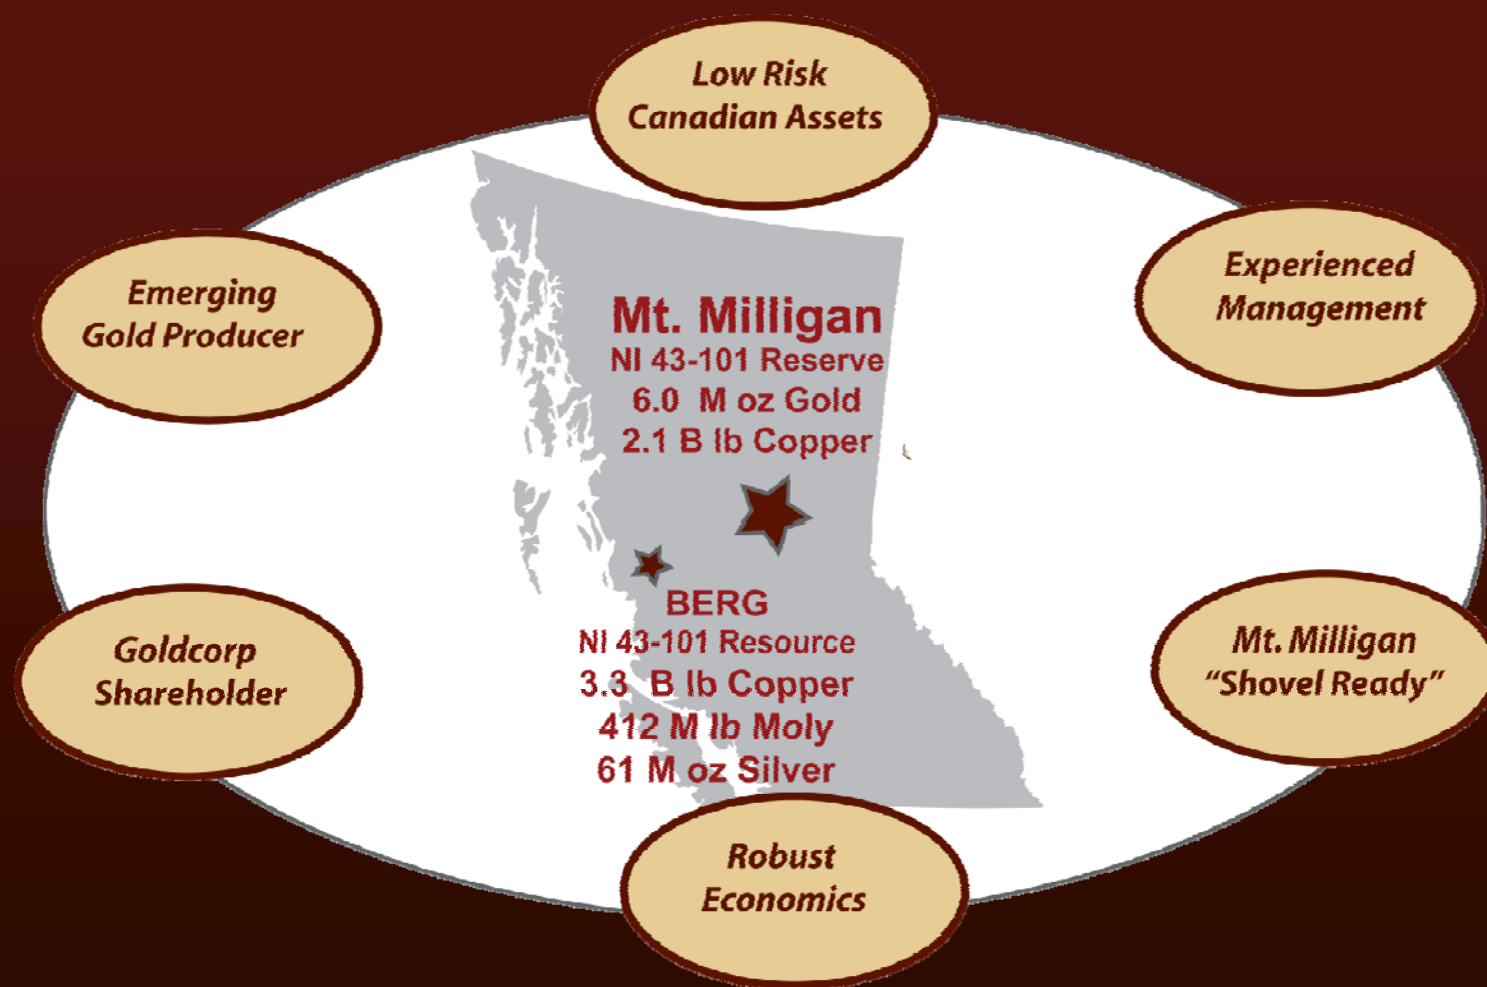 Low Risk
Canadian Assets
Experienced
Management
Emerging
Gold Producer
Mt. Milligan
NI 43-101 Reserve
6.0 M oz Gold
2.1 B lb Copper
BERG
NI 43-101 Resource
3.3 B lb Copper
412 M lb Moly
61 M oz Silver
Goldcorp
Shareholder
Mt. Milligan
“Shovel Ready”
Robust
Economics